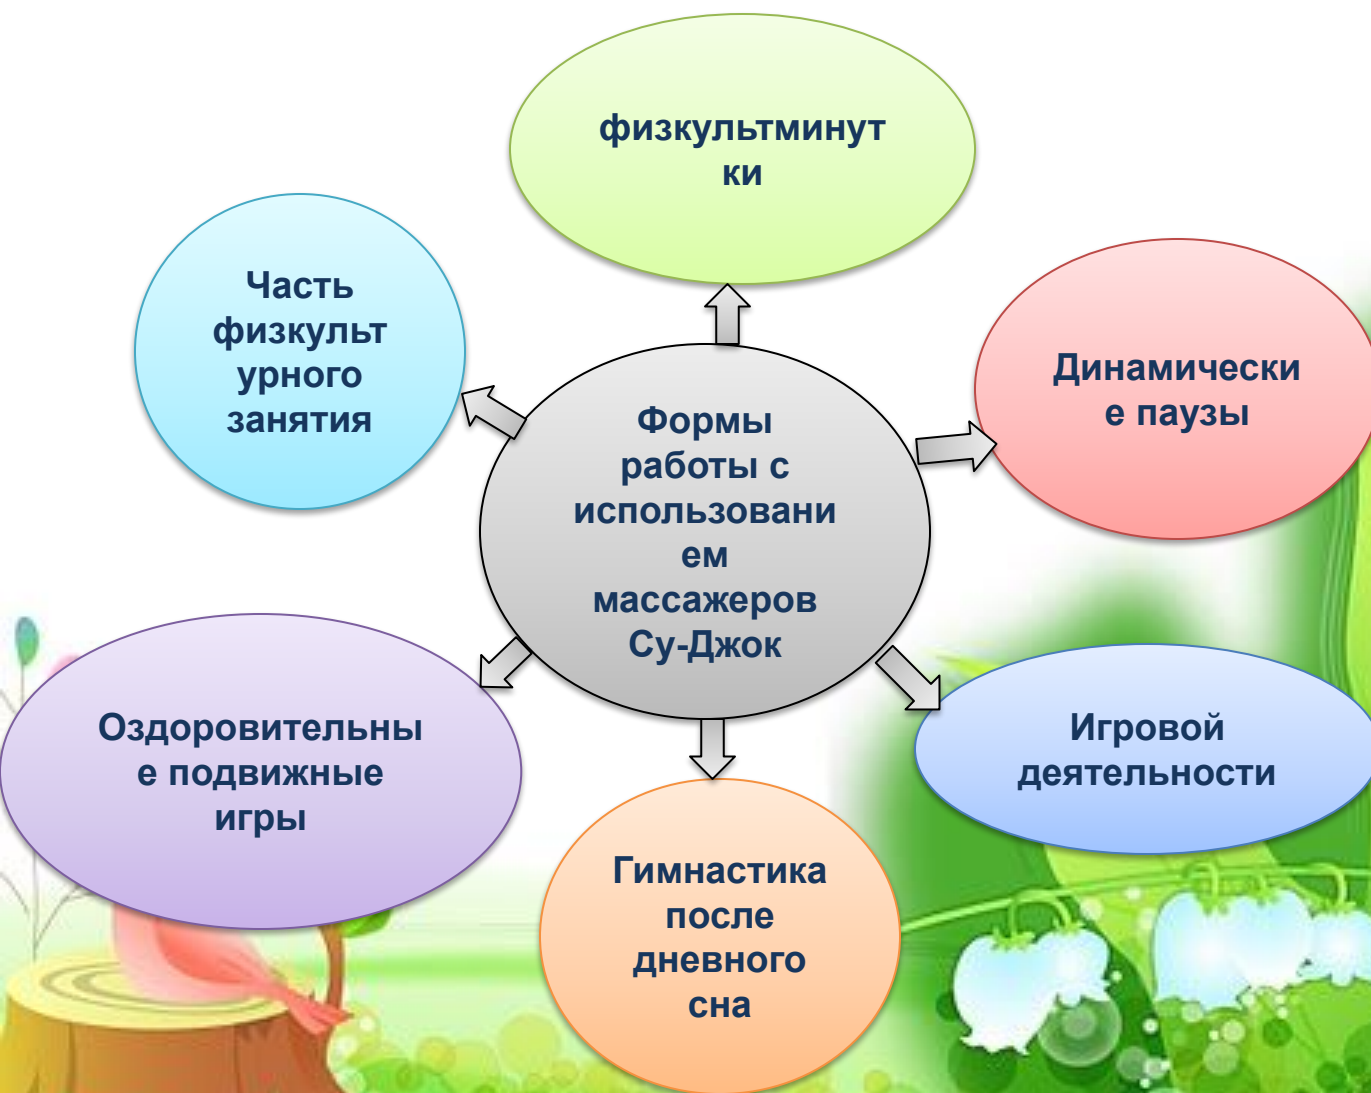 физкультминут
ки
Часть
физкульт
урного
занятия
Динамически
е паузы
Формы
работы с
использовани
ем
массажеров
Су-Джок
Оздоровительны
е подвижные
игры
Игровой
деятельности
Гимнастика
после
дневного
сна